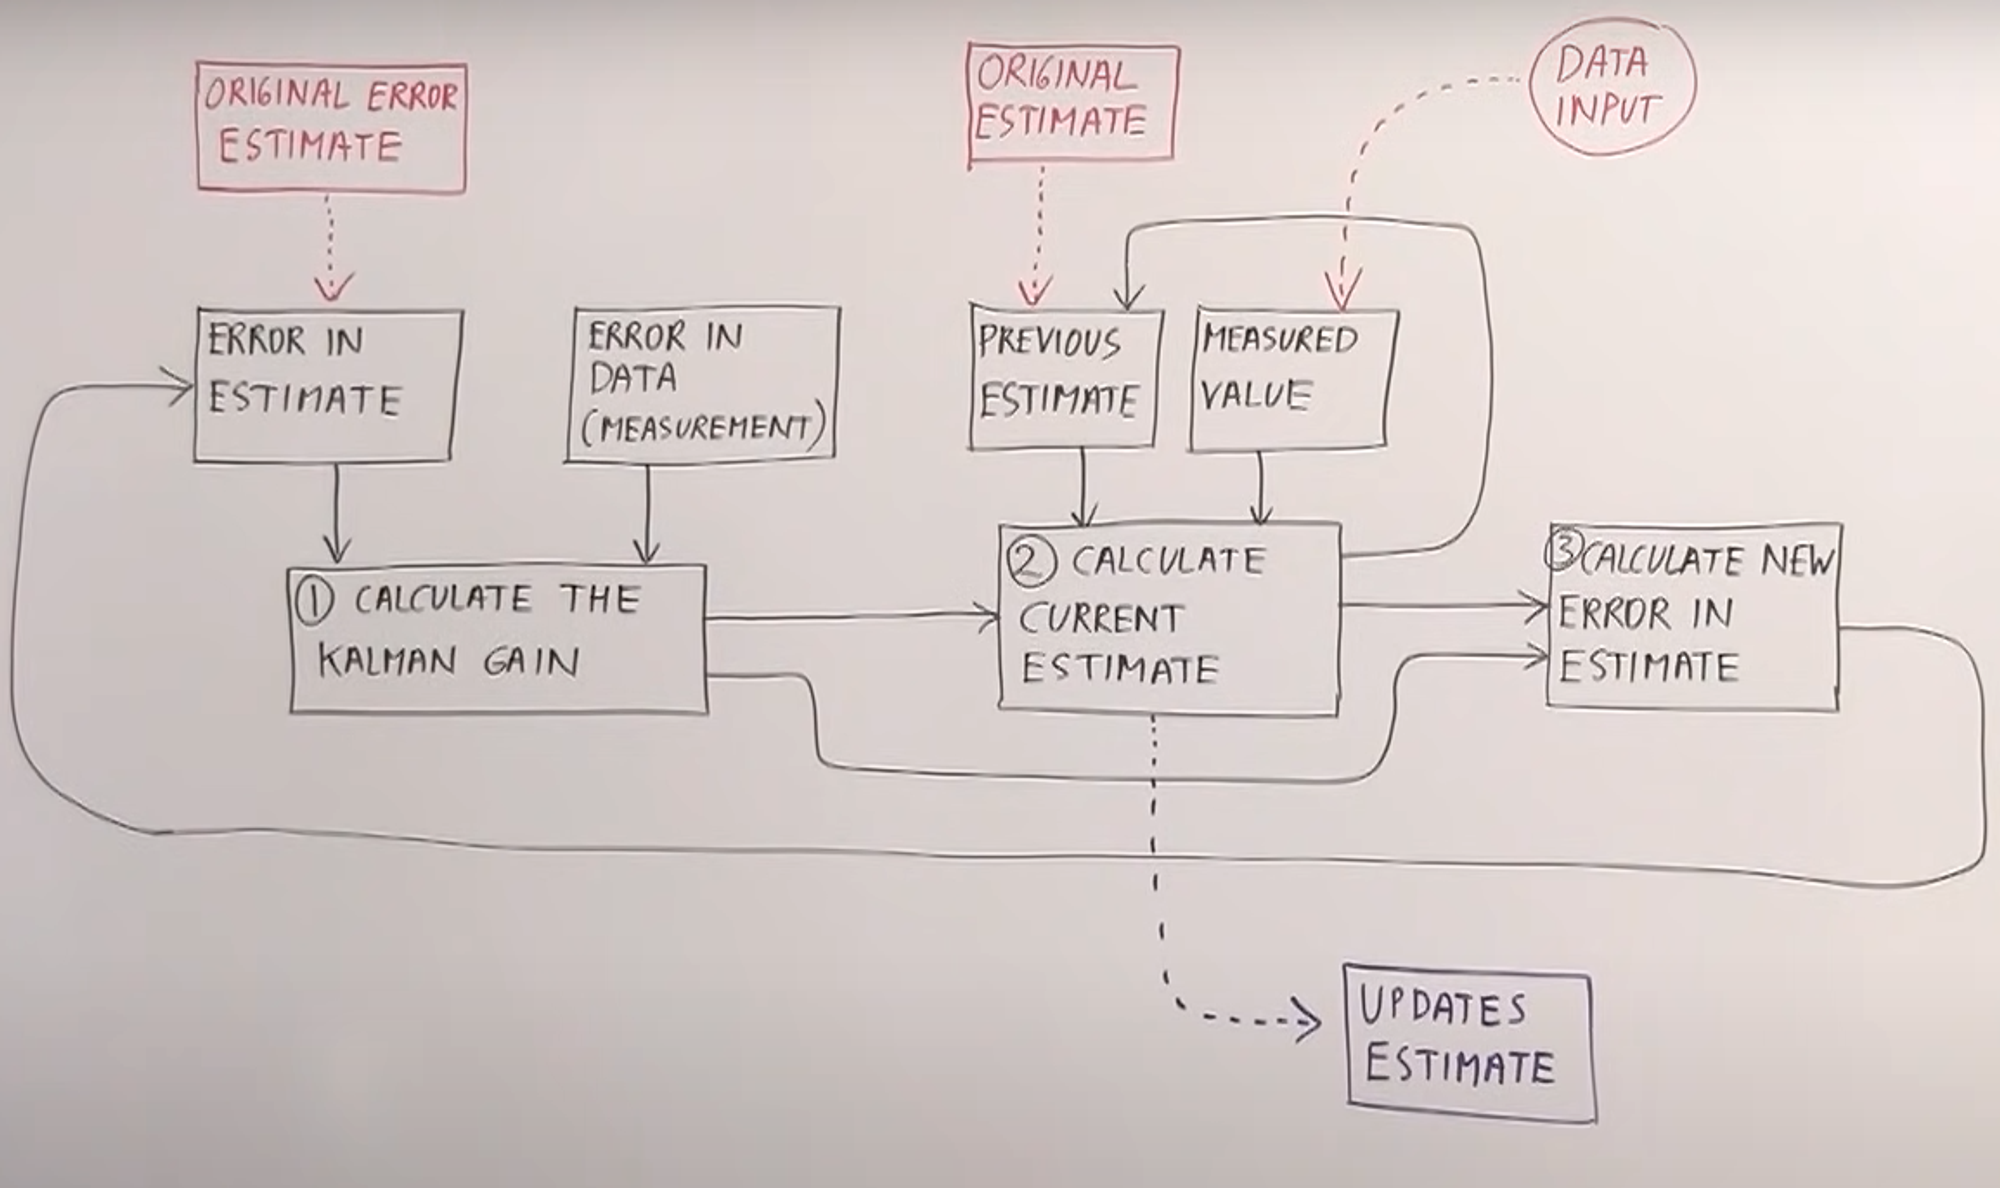 ORIGINAL ERROR
ESTIMATE
ORIGINAL
ESTIMATE
DATA
INPUT
ERROR IN
ESTIMATE
ERROR IN
DATA
(MEASUREMENT)
PREVIOUS
ESTIMATE
MEASURED
VALUE
① CALCULATE THE
KALMAN GAIN
② CALCULATE
CURRENT
ESTIMATE
③ CALCULATE NEW
ERROR IN
ESTIMATE
UPDATES
ESTIMATE